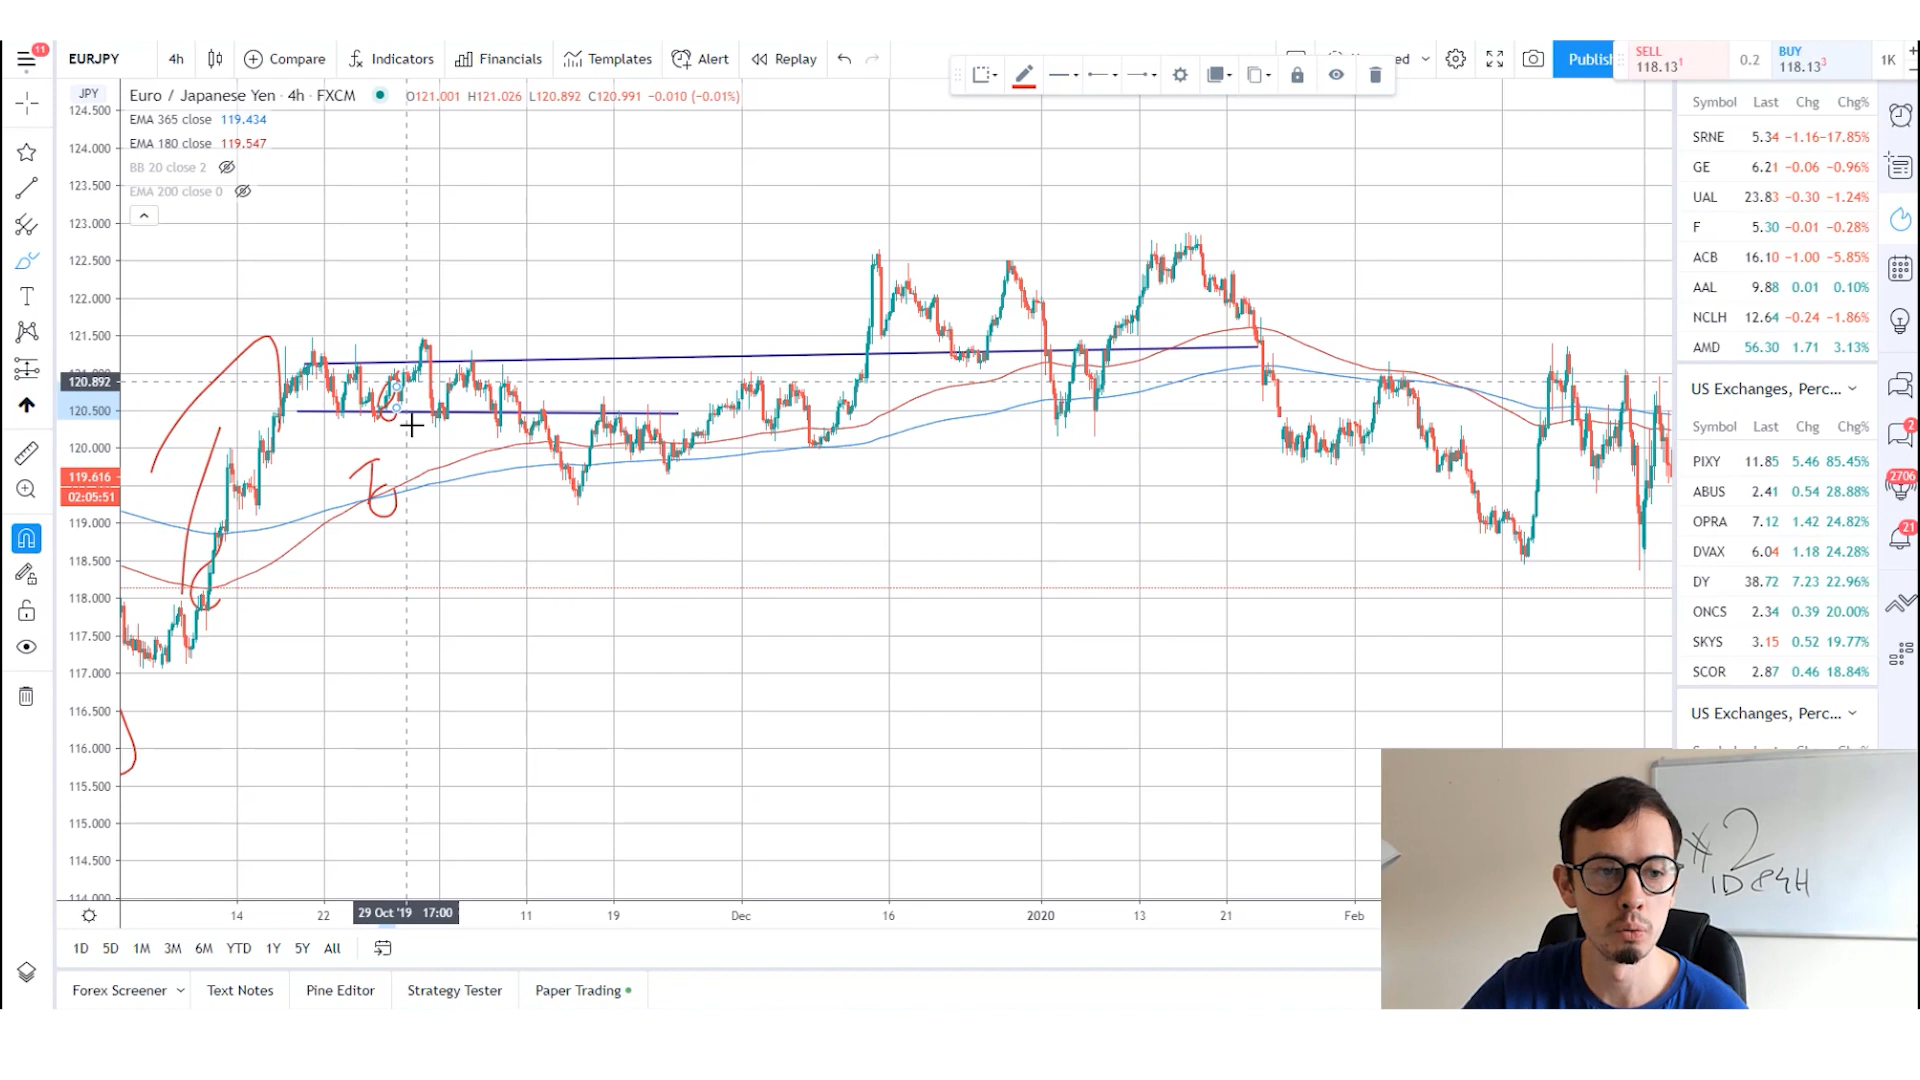 11
EURJPY 4h Compare Indicators Financials Templates Alert Replay
ed Publish
SELL 118.13¹ 0.2 BUY 118.13³ 1K
JPY
Euro / Japanese Yen · 4h · FXCM O121.001 H121.026 L120.892 C120.991 −0.010 (−0.01%)
EMA 365 close 119.434
EMA 180 close 119.547
BB 20 close 2
EMA 200 close 0
124.500
124.000
123.500
123.000
122.500
122.000
121.500
120.892
120.500
120.000
119.616
02:05:51
119.000
118.500
118.000
117.500
117.000
116.500
116.000
115.500
115.000
114.500
114.000
14 22 29 Oct '19 17:00 11 19 Dec 16 2020 13 21 Feb
1D 5D 1M 3M 6M YTD 1Y 5Y All
Forex Screener Text Notes Pine Editor Strategy Tester Paper Trading
Symbol Last Chg Chg%
SRNE 5.34 −1.16 −17.85%
GE 6.21 −0.06 −0.96%
UAL 23.83 −0.30 −1.24%
F 5.30 −0.01 −0.28%
ACB 16.10 −1.00 −5.85%
AAL 9.88 0.01 0.10%
NCLH 12.64 −0.24 −1.86%
AMD 56.30 1.71 3.13%
US Exchanges, Perc...
Symbol Last Chg Chg%
PIXY 11.85 5.46 85.45%
ABUS 2.41 0.54 28.88%
OPRA 7.12 1.42 24.82%
DVAX 6.04 1.18 24.28%
DY 38.72 7.23 22.96%
ONCS 2.34 0.39 20.00%
SKYS 3.15 0.52 19.77%
SCOR 2.87 0.46 18.84%
US Exchanges, Perc...
2
2706
21
2
1D 4H